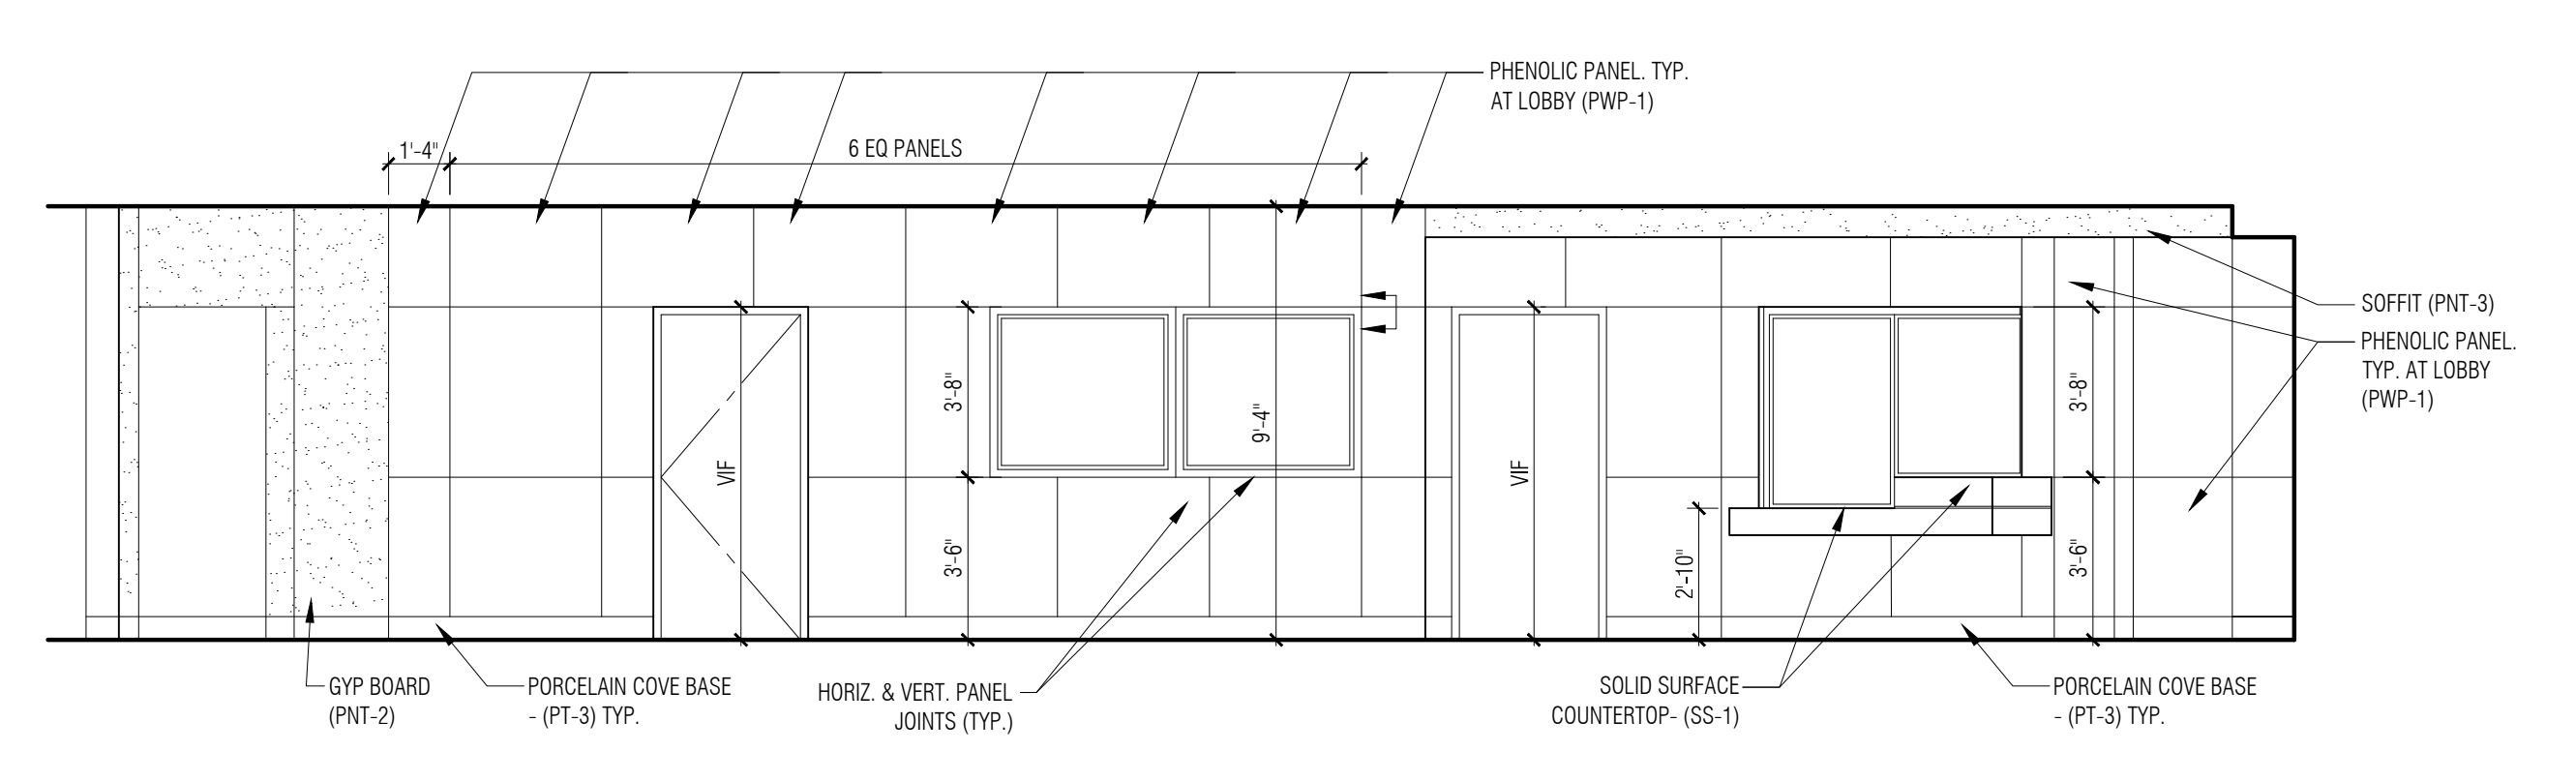 PHENOLIC PANEL. TYP.
AT LOBBY (PWP-1)
1'-4"
6 EQ PANELS
SOFFIT (PNT-3)
PHENOLIC PANEL.
TYP. AT LOBBY
(PWP-1)
3'-8"
3'-8"
9'-4"
VIF
VIF
3'-6"
2'-10"
3'-6"
GYP BOARD
(PNT-2)
PORCELAIN COVE BASE
- (PT-3) TYP.
HORIZ. & VERT. PANEL
JOINTS (TYP.)
SOLID SURFACE
COUNTERTOP- (SS-1)
PORCELAIN COVE BASE
- (PT-3) TYP.